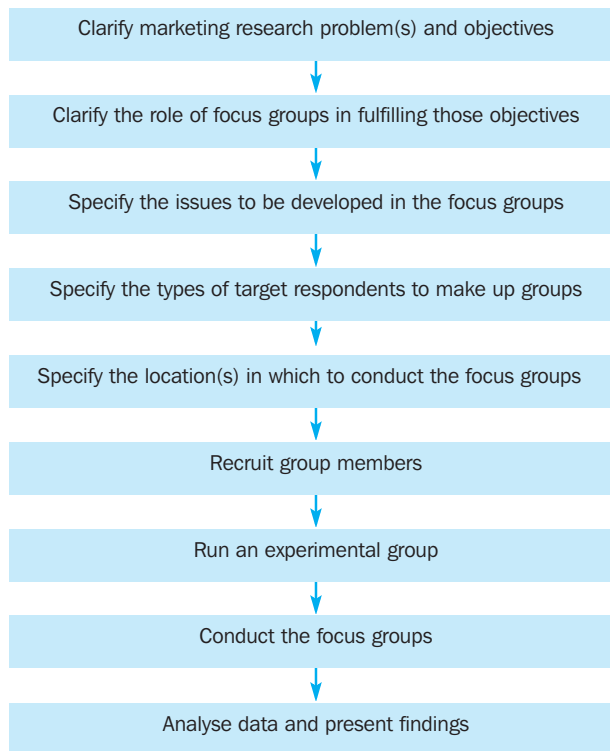 Clarify marketing research problem(s) and objectives
Clarify the role of focus groups in fulfilling those objectives
Specify the issues to be developed in the focus groups
Specify the types of target respondents to make up groups
Specify the location(s) in which to conduct the focus groups
Recruit group members
Run an experimental group
Conduct the focus groups
Analyse data and present findings